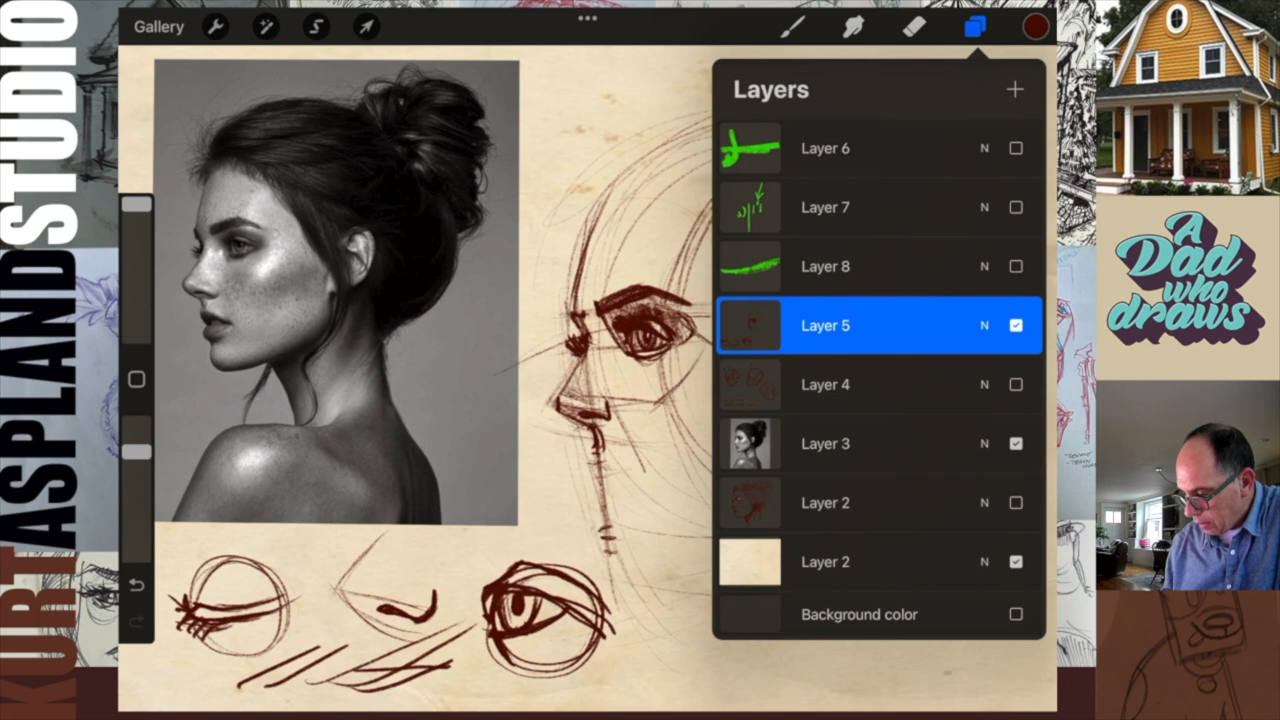 KURT ASPLAND STUDIO
Gallery
Layers
Layer 6 N
Layer 7 N
Layer 8 N
Layer 5 N
Layer 4 N
Layer 3 N
Layer 2 N
Layer 2 N
Background color
A
Dad
who
draws